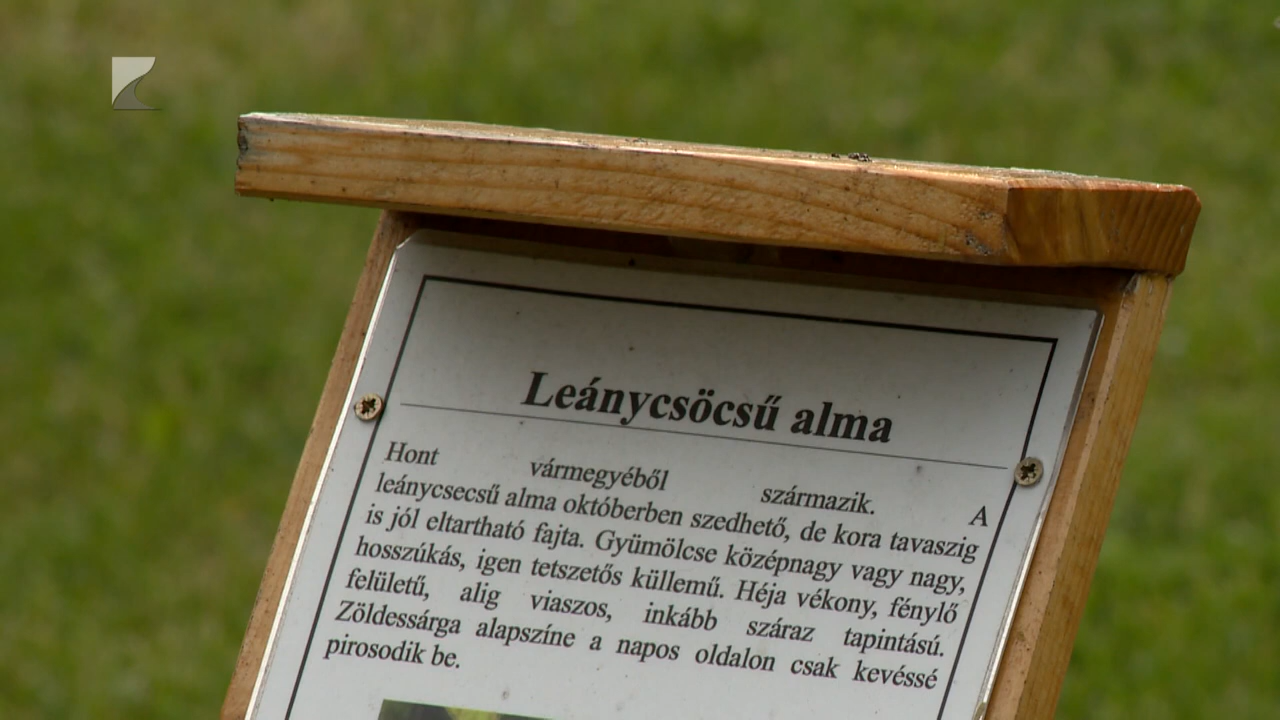 Leánycsöcsű alma
Hont vármegyéből származik. A
leánycsecsű alma októberben szedhető, de kora tavaszig
is jól eltartható fajta. Gyümölcse középnagy vagy nagy,
hosszúkás, igen tetszetős küllemű. Héja vékony, fénylő
felületű, alig viaszos, inkább száraz tapintású.
Zöldessárga alapszíne a napos oldalon csak kevéssé
pirosodik be.